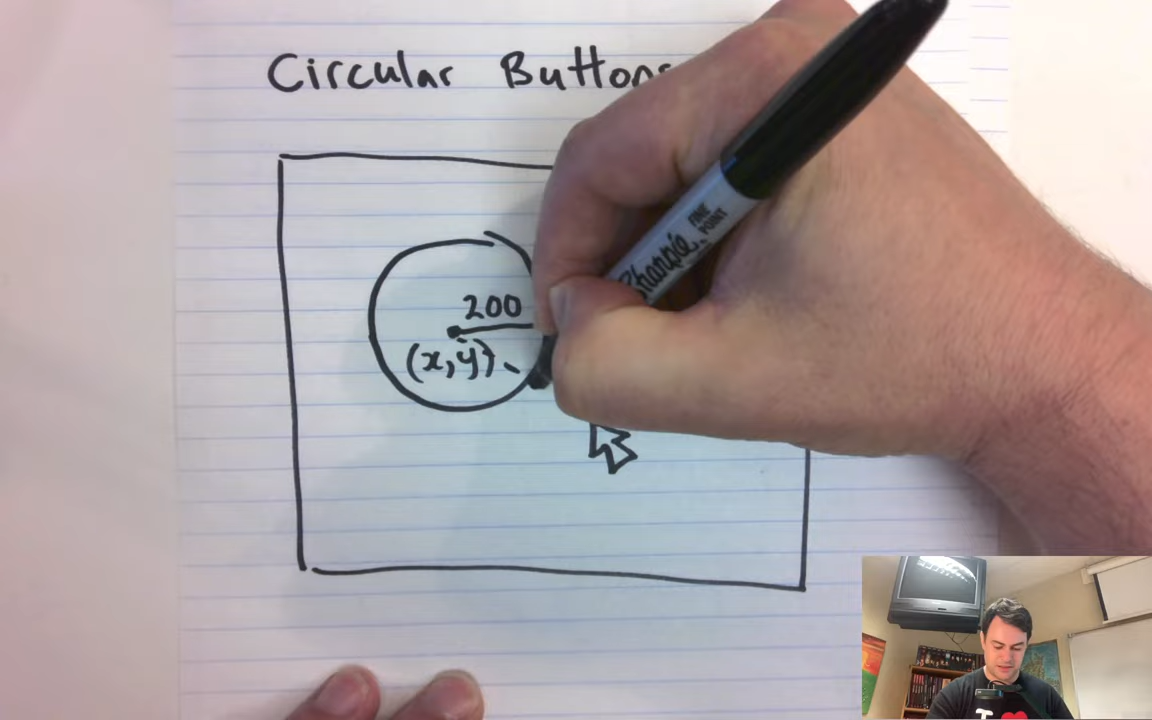 Circular Buttons
200
(x,y)
Sharpie.
FINE
POINT
I